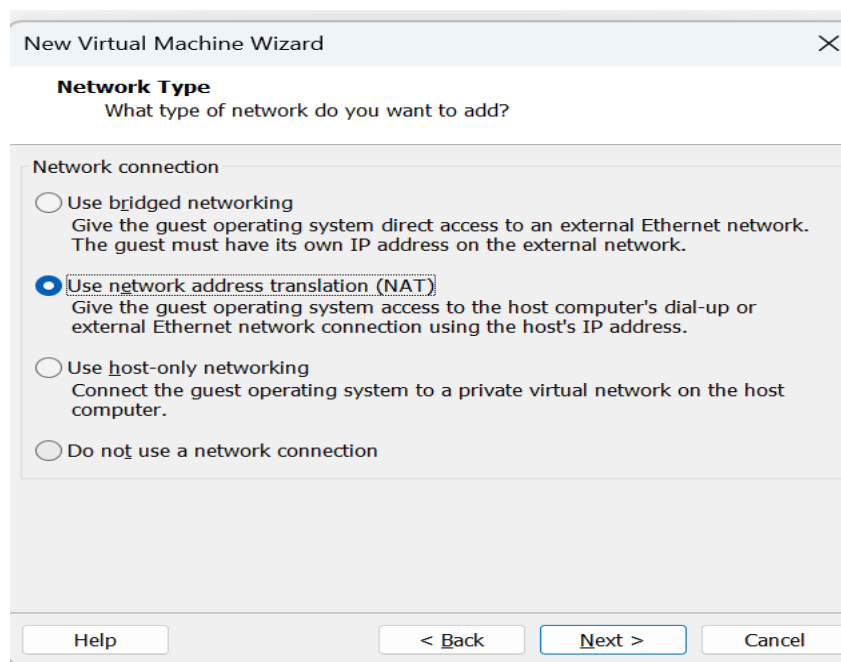 New Virtual Machine Wizard
Network Type
What type of network do you want to add?
Network connection
Use bridged networking
Give the guest operating system direct access to an external Ethernet network.
The guest must have its own IP address on the external network.
Use network address translation (NAT)
Give the guest operating system access to the host computer's dial-up or
external Ethernet network connection using the host's IP address.
Use host-only networking
Connect the guest operating system to a private virtual network on the host
computer.
Do not use a network connection
Help < Back Next > Cancel